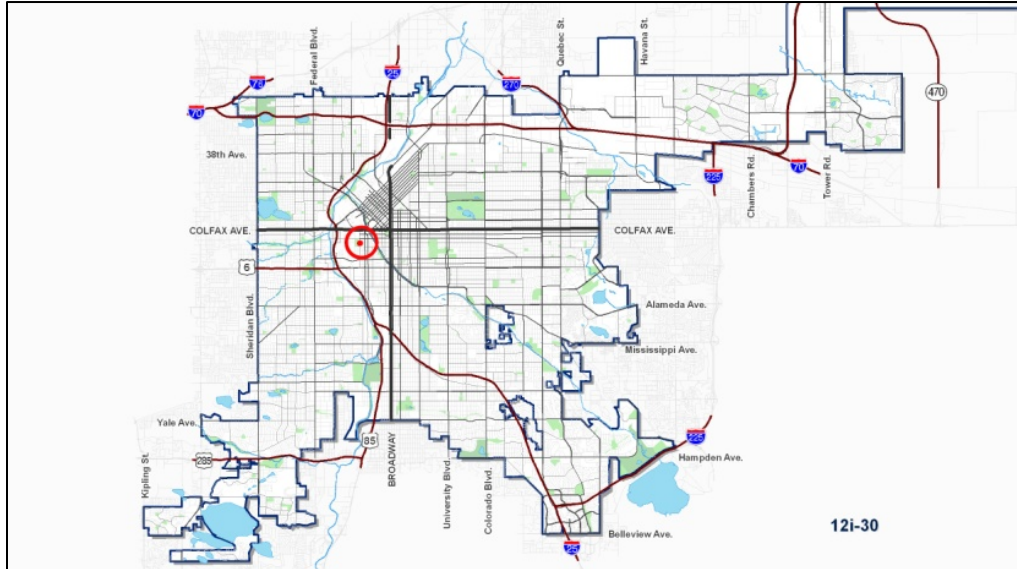 Federal Blvd.
25
Quebec St.
Havana St.
76
270
70
470
38th Ave.
225
Chambers Rd.
70
Tower Rd.
COLFAX AVE.
COLFAX AVE.
6
Sheridan Blvd.
Alameda Ave.
Mississippi Ave.
Yale Ave.
85
BROADWAY
225
285
Hampden Ave.
Kipling St.
University Blvd.
Colorado Blvd.
12i-30
Belleview Ave.
25